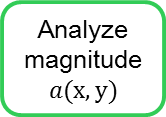 Analyze
magnitude
𝑎(x, y)